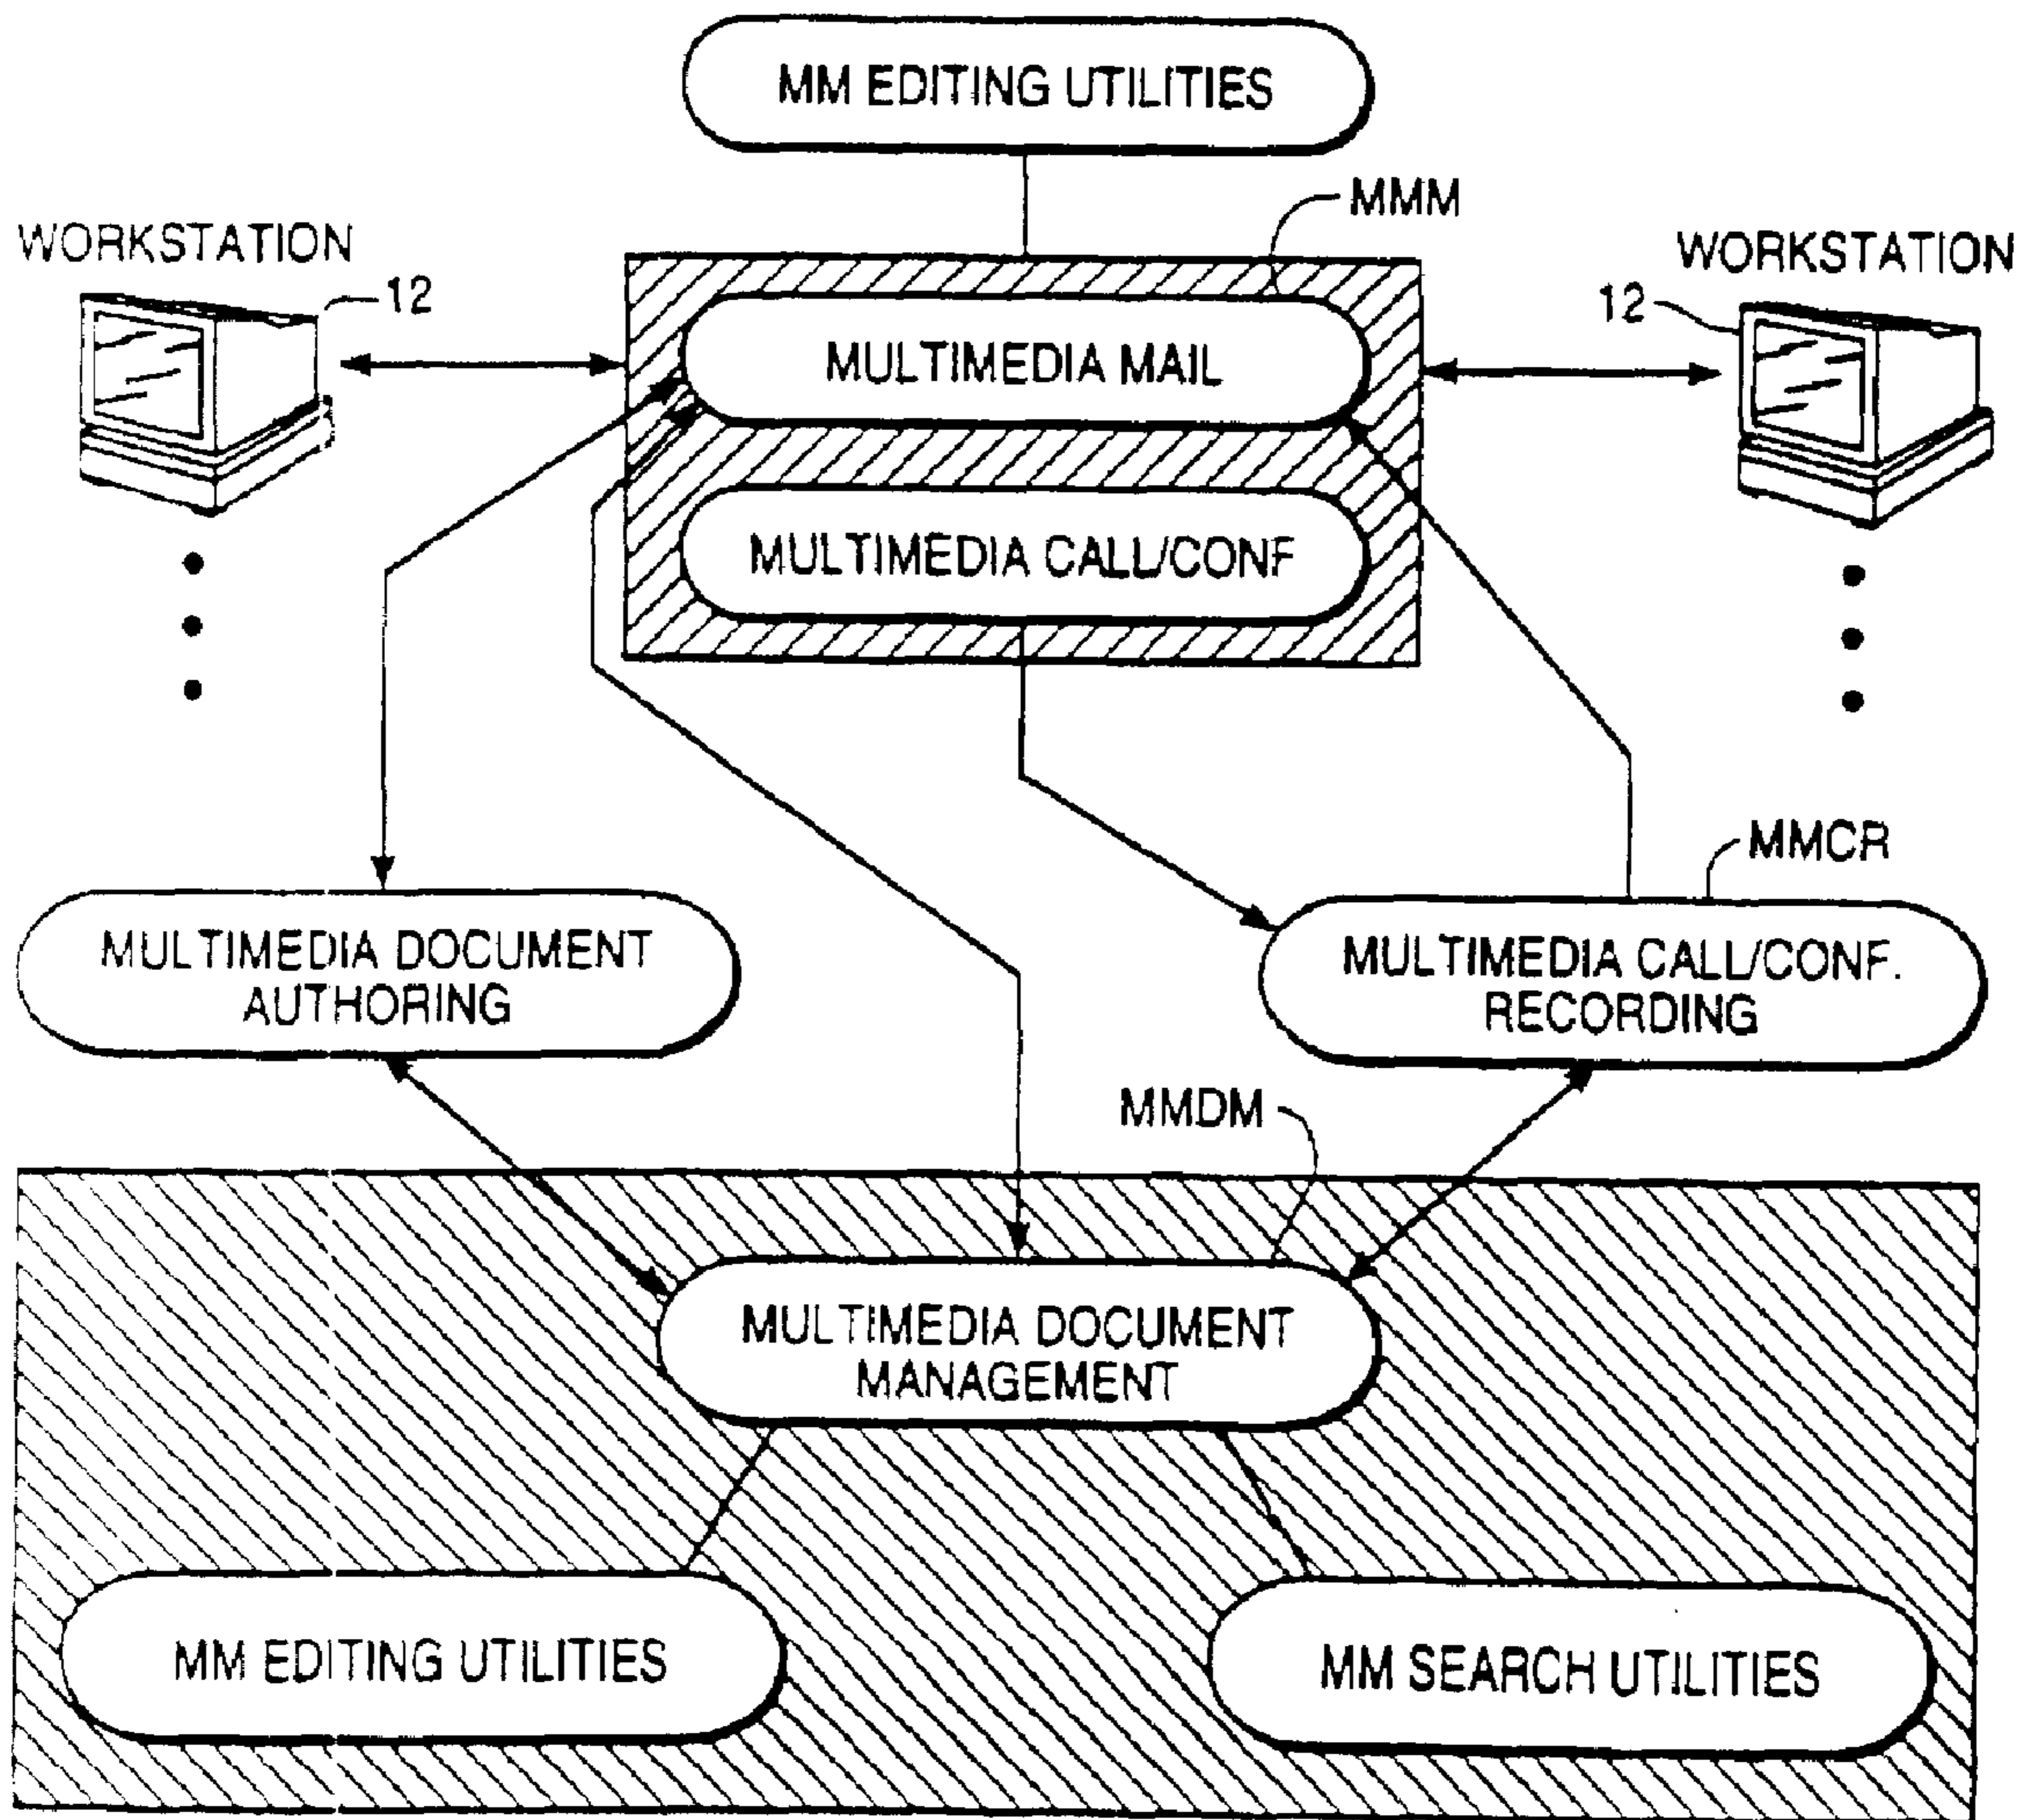 MM EDITING UTILITIES
MMM
WORKSTATION
12
WORKSTATION
12
MULTIMEDIA MAIL
MULTIMEDIA CALL/CONF
MMCR
MULTIMEDIA DOCUMENT
AUTHORING
MULTIMEDIA CALL/CONF.
RECORDING
MMDM
MULTIMEDIA DOCUMENT
MANAGEMENT
MM EDITING UTILITIES
MM SEARCH UTILITIES